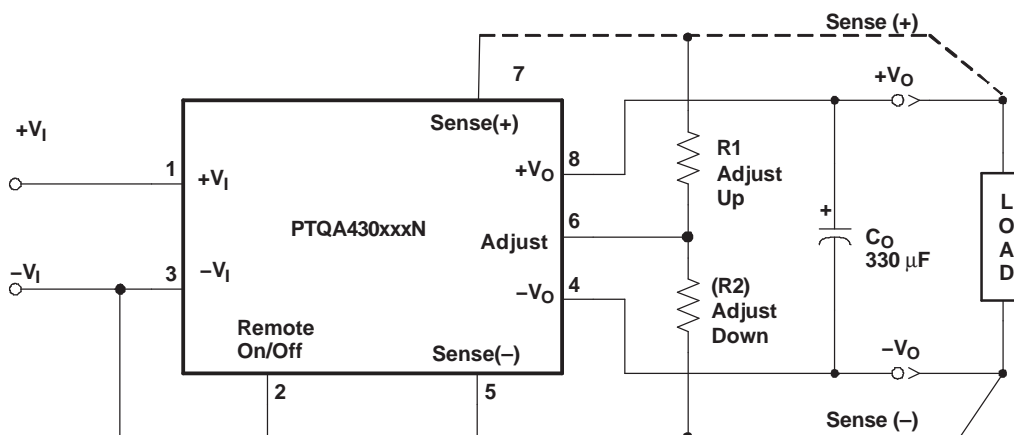 Sense (+)
7
+VO
+VI
Sense(+)
1
+VI
+VO
8
R1
Adjust
Up
PTQA430xxxN
Adjust
6
+
CO
330 μF
LOAD
−VI
3
−VI
−VO
4
(R2)
Adjust
Down
Remote
On/Off
Sense(−)
−VO
2
5
Sense (−)